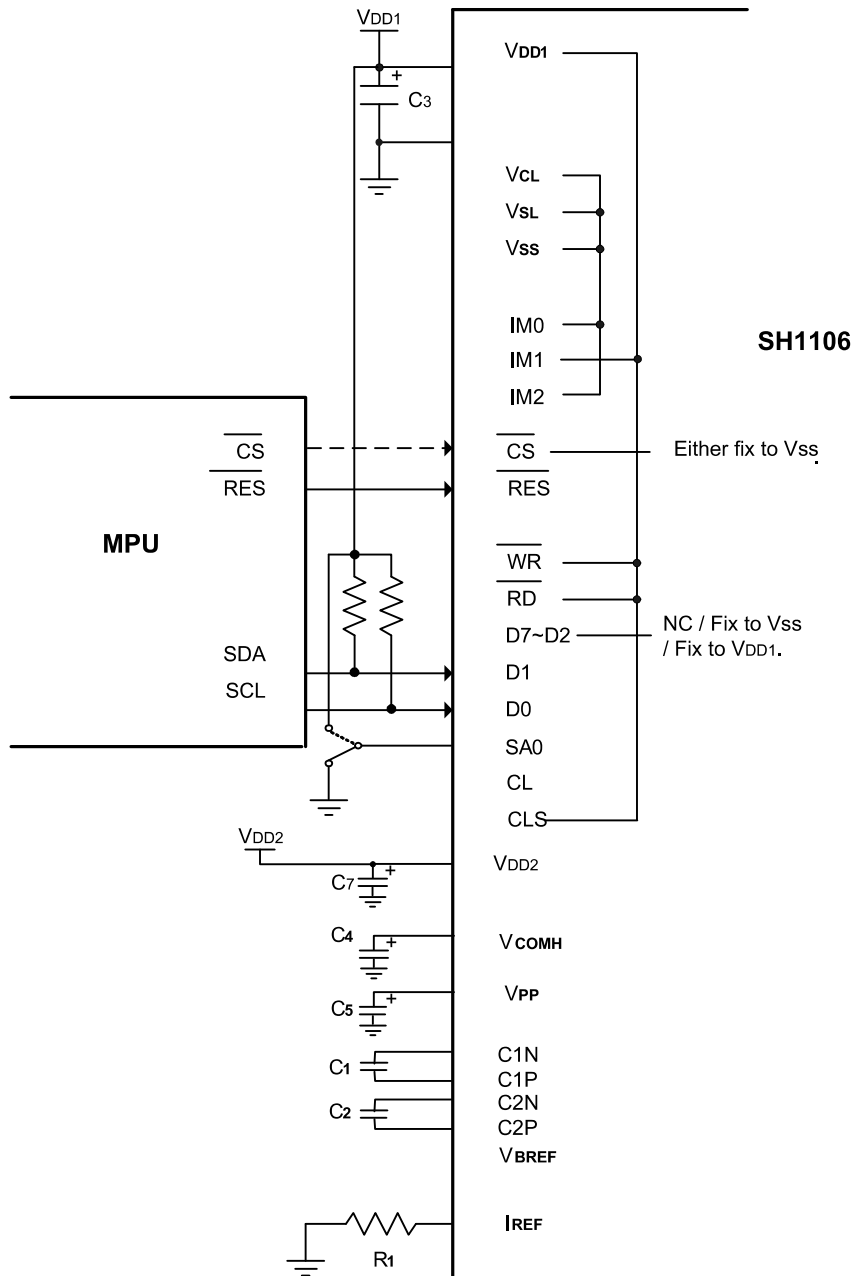 VDD1
VDD1
C3
VCL
VSL
VSS
IM0
IM1
IM2
SH1106
CS
CS
Either fix to Vss.
RES
RES
MPU
WR
RD
D7~D2
NC / Fix to Vss
/ Fix to VDD1.
SDA
D1
SCL
D0
SA0
CL
CLS
VDD2
VDD2
C7
C4
VCOMH
VPP
C5
C1N
C1
C1P
C2N
C2
C2P
VBREF
IREF
R1